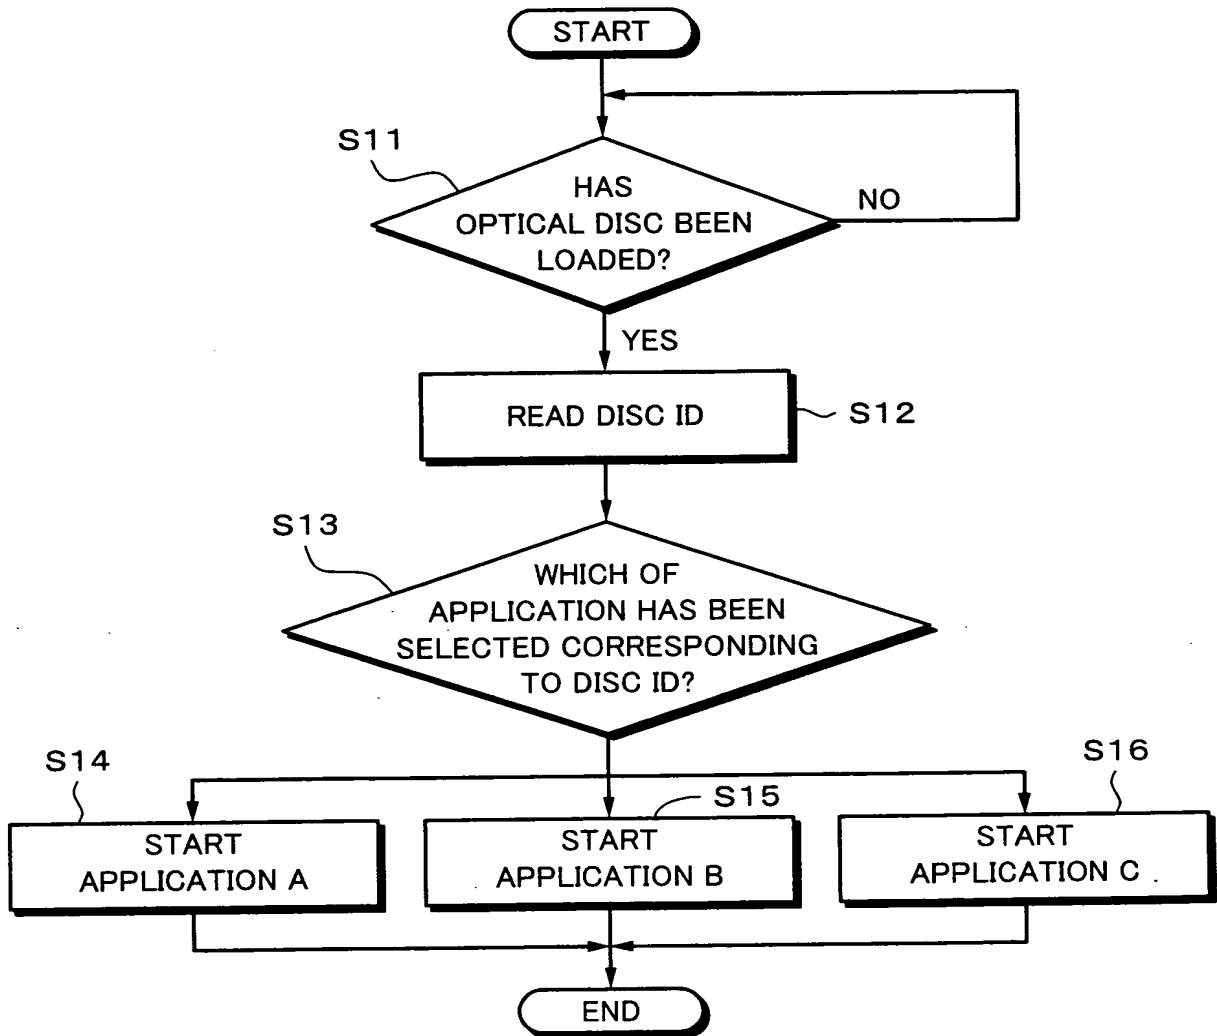 START
S11
HAS
OPTICAL DISC BEEN
LOADED?
NO
YES
READ DISC ID
S12
S13
WHICH OF
APPLICATION HAS BEEN
SELECTED CORRESPONDING
TO DISC ID?
S14
START
APPLICATION A
S15
START
APPLICATION B
S16
START
APPLICATION C
END